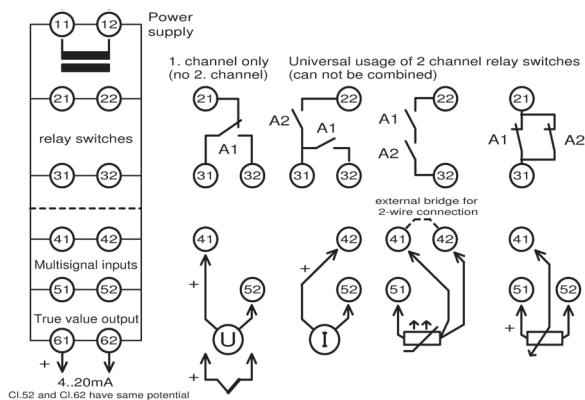 11 12 Power
supply
1. channel only
(no 2. channel)
Universal usage of 2 channel relay switches
(can not be combined)
21 22
relay switches
31 32
21
A1
31 32
22
A2
A1
31 32
22
A1
A2
32
21
A1 A2
31
external bridge for
2-wire connection
41 42
Multisignal inputs
51 52
True value output
61 62
+
4..20mA
Cl.52 and Cl.62 have same potential
41
+
52
U
+
42
+
52
I
41 42
51
41
51 52
+